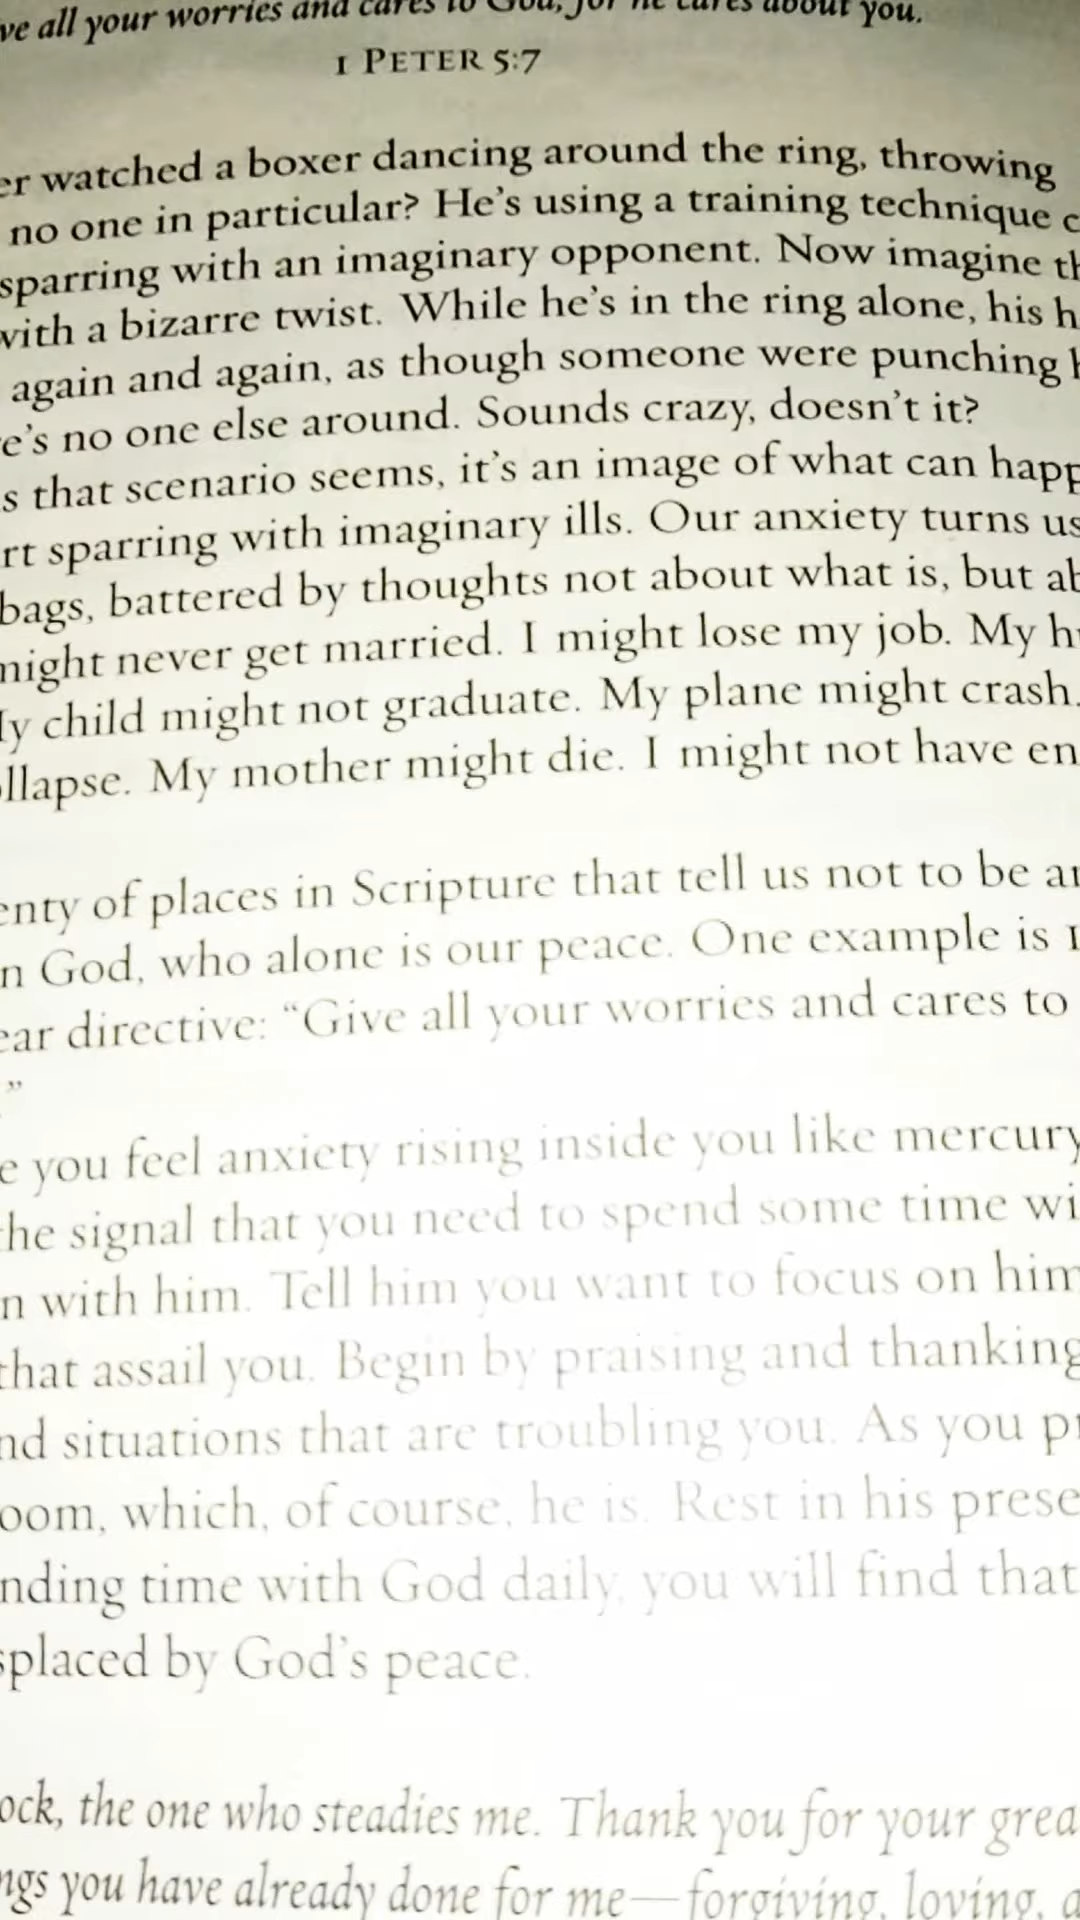 ve all your worries and cares to God, for he cares about you.
1 PETER 5:7
er watched a boxer dancing around the ring, throwing
no one in particular? He's using a training technique c
sparring with an imaginary opponent. Now imagine th
with a bizarre twist. While he's in the ring alone, his h
again and again, as though someone were punching h
e's no one else around. Sounds crazy, doesn't it?
s that scenario seems, it's an image of what can happ
rt sparring with imaginary ills. Our anxiety turns us
bags, battered by thoughts not about what is, but ab
might never get married. I might lose my job. My hu
My child might not graduate. My plane might crash.
ollapse. My mother might die. I might not have en
enty of places in Scripture that tell us not to be an
n God, who alone is our peace. One example is 1
ear directive: “Give all your worries and cares to
.”
e you feel anxiety rising inside you like mercury
the signal that you need to spend some time wi
n with him. Tell him you want to focus on him
that assail you. Begin by praising and thanking
nd situations that are troubling you. As you pr
oom, which, of course, he is. Rest in his prese
nding time with God daily, you will find that
splaced by God's peace.
ock, the one who steadies me. Thank you for your grea
ngs you have already done for me—forgiving, loving, a